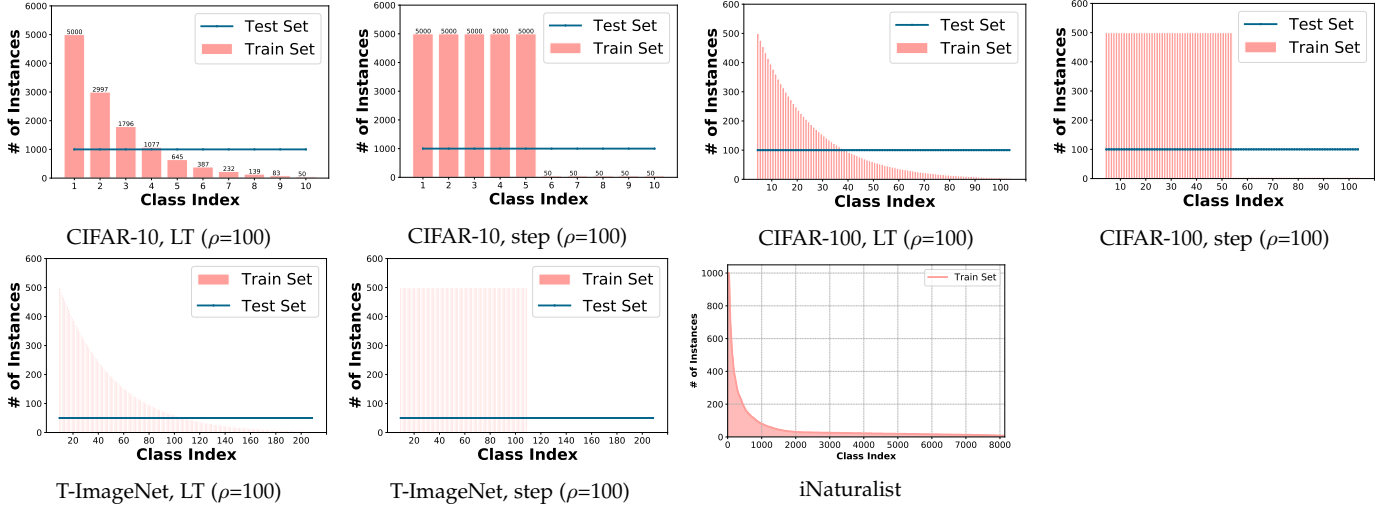 6000
5000
4000
3000
2000
1000
0
# of Instances
5000
2997
1796
1077
645
387
232
139
83
50
Test Set
Train Set
1 2 3 4 5 6 7 8 9 10
Class Index
CIFAR-10, LT (ρ=100)
6000
5000
4000
3000
2000
1000
0
# of Instances
5000 5000 5000 5000 5000
50 50 50 50 50
Test Set
Train Set
1 2 3 4 5 6 7 8 9 10
Class Index
CIFAR-10, step (ρ=100)
600
500
400
300
200
100
0
# of Instances
Test Set
Train Set
10 20 30 40 50 60 70 80 90 100
Class Index
CIFAR-100, LT (ρ=100)
600
500
400
300
200
100
0
# of Instances
Test Set
Train Set
10 20 30 40 50 60 70 80 90 100
Class Index
CIFAR-100, step (ρ=100)
600
500
400
300
200
100
0
# of Instances
Train Set
Test Set
20 40 60 80 100 120 140 160 180 200
Class Index
T-ImageNet, LT (ρ=100)
600
500
400
300
200
100
0
# of Instances
Train Set
Test Set
20 40 60 80 100 120 140 160 180 200
Class Index
T-ImageNet, step (ρ=100)
1000
800
600
400
200
0
# of Instances
Train Set
0 1000 2000 3000 4000 5000 6000 7000 8000
Class Index
iNaturalist